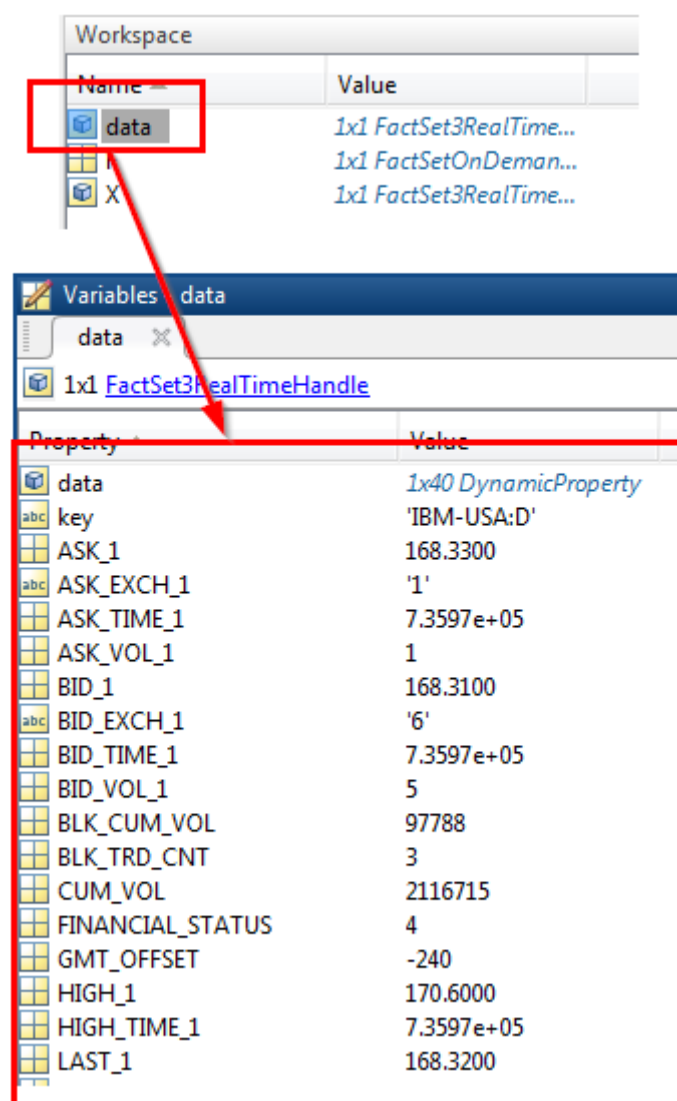 Workspace
Name Value
data 1x1 FactSet3RealTime...
1x1 FactSetOnDeman...
X 1x1 FactSet3RealTime...
Variables - data
data
1x1 FactSet3RealTimeHandle
Property Value
data 1x40 DynamicProperty
abc key 'IBM-USA:D'
ASK_1 168.3300
abc ASK_EXCH_1 '1'
ASK_TIME_1 7.3597e+05
ASK_VOL_1 1
BID_1 168.3100
abc BID_EXCH_1 '6'
BID_TIME_1 7.3597e+05
BID_VOL_1 5
BLK_CUM_VOL 97788
BLK_TRD_CNT 3
CUM_VOL 2116715
FINANCIAL_STATUS 4
GMT_OFFSET -240
HIGH_1 170.6000
HIGH_TIME_1 7.3597e+05
LAST_1 168.3200